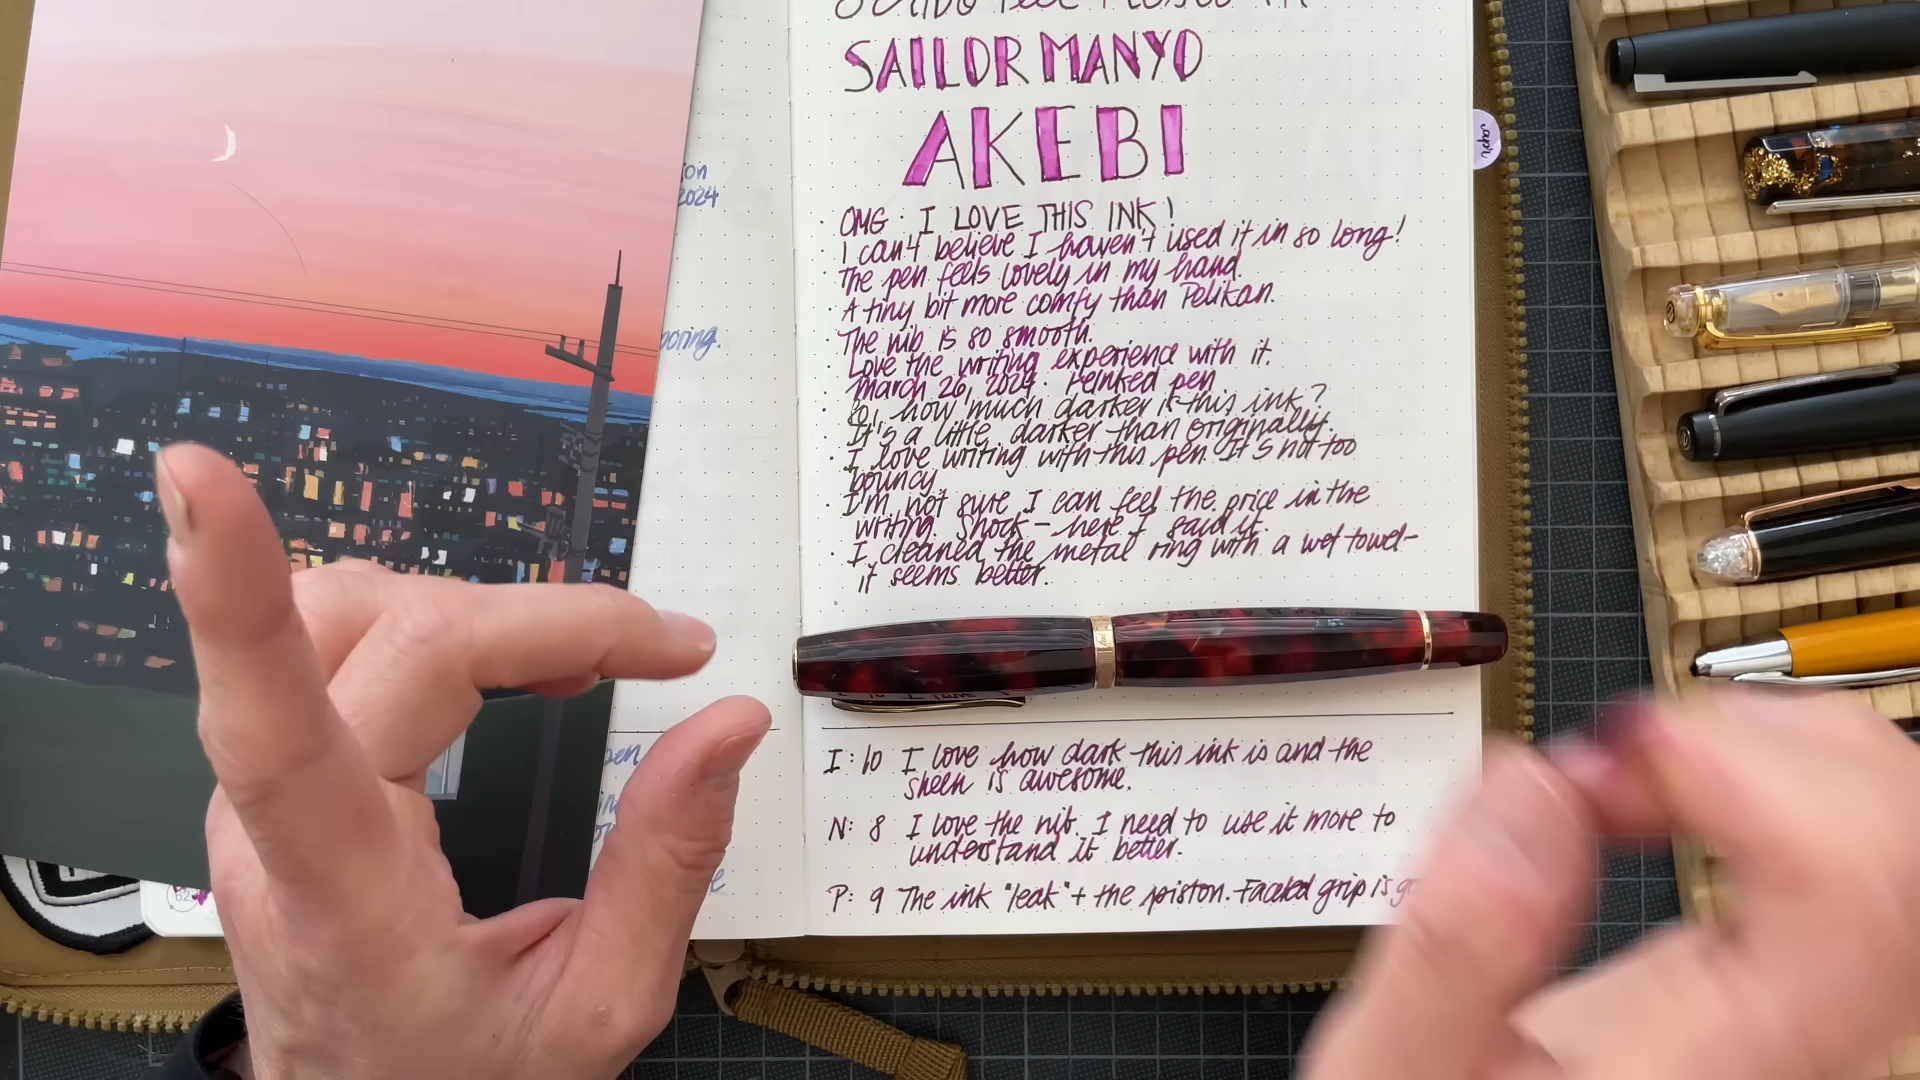 SAILOR MANYO
AKEBI
OMG: I LOVE THIS INK!
I can't believe I haven't used it in so long!
The pen feels lovely in my hand.
A tiny bit more comfy than Pelikan.
The nib is so smooth.
Love the writing experience with it.
March 26, 2024. Reinked pen
how much darker is this ink?
It's a little darker than originally.
I love writing with this pen. It's not too
bouncy.
I'm not sure I can feel the price in the
writing. Shock - here I said it.
I cleaned the metal ring with a wet towel-
it seems better.
I: 10 I love how dark this ink is and the
sheen is awesome.
N: 8 I love the nib. I need to use it more to
understand it better.
P: 9 The ink "leak" + the piston. Faceted grip is
2024